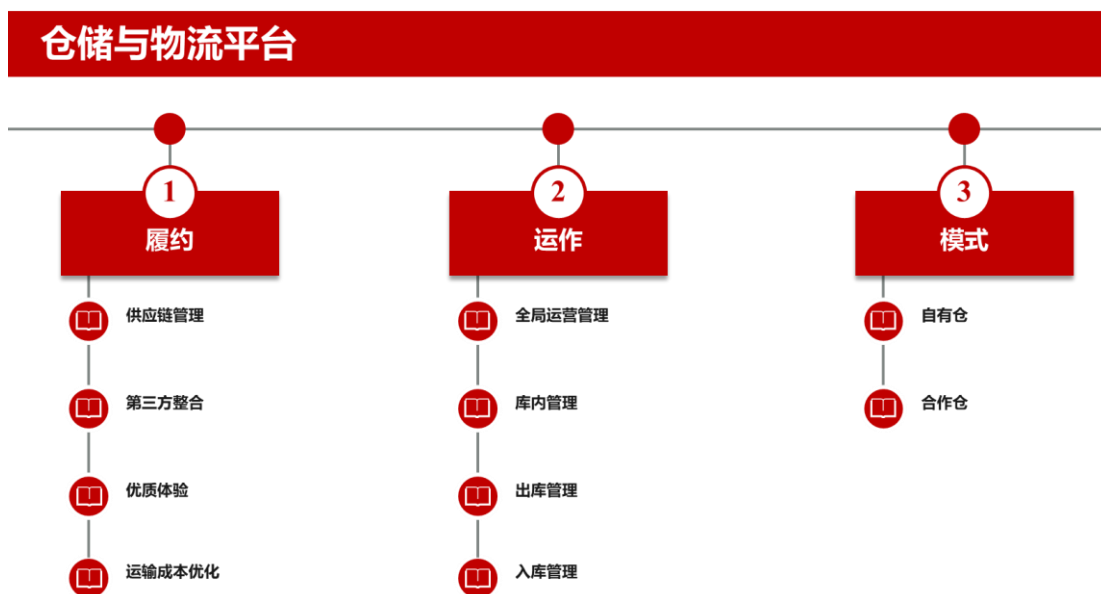 仓储与物流平台
1
履约
供应链管理
第三方整合
优质体验
运输成本优化
2
运作
全局运营管理
库内管理
出库管理
入库管理
3
模式
自有仓
合作仓